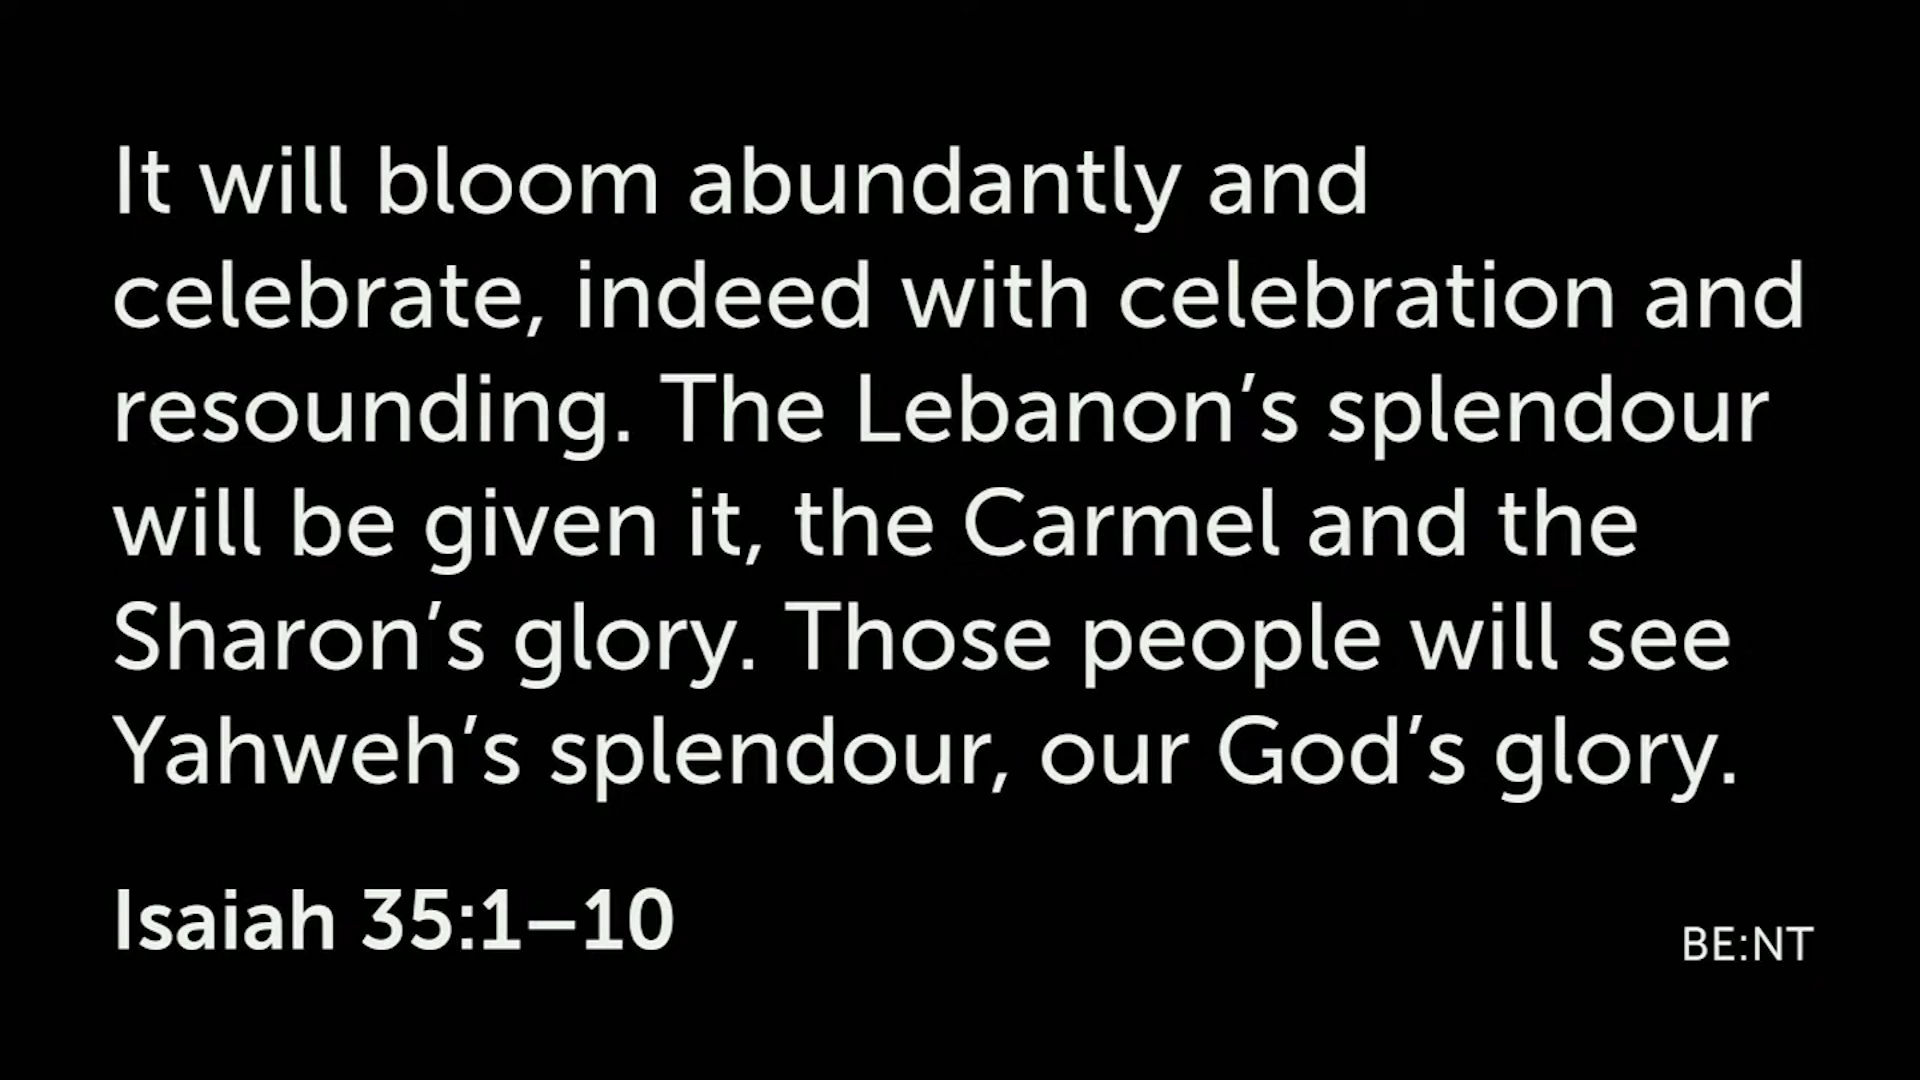 It will bloom abundantly and
celebrate, indeed with celebration and
resounding. The Lebanon’s splendour
will be given it, the Carmel and the
Sharon’s glory. Those people will see
Yahweh’s splendour, our God’s glory.
Isaiah 35:1–10
BE:NT